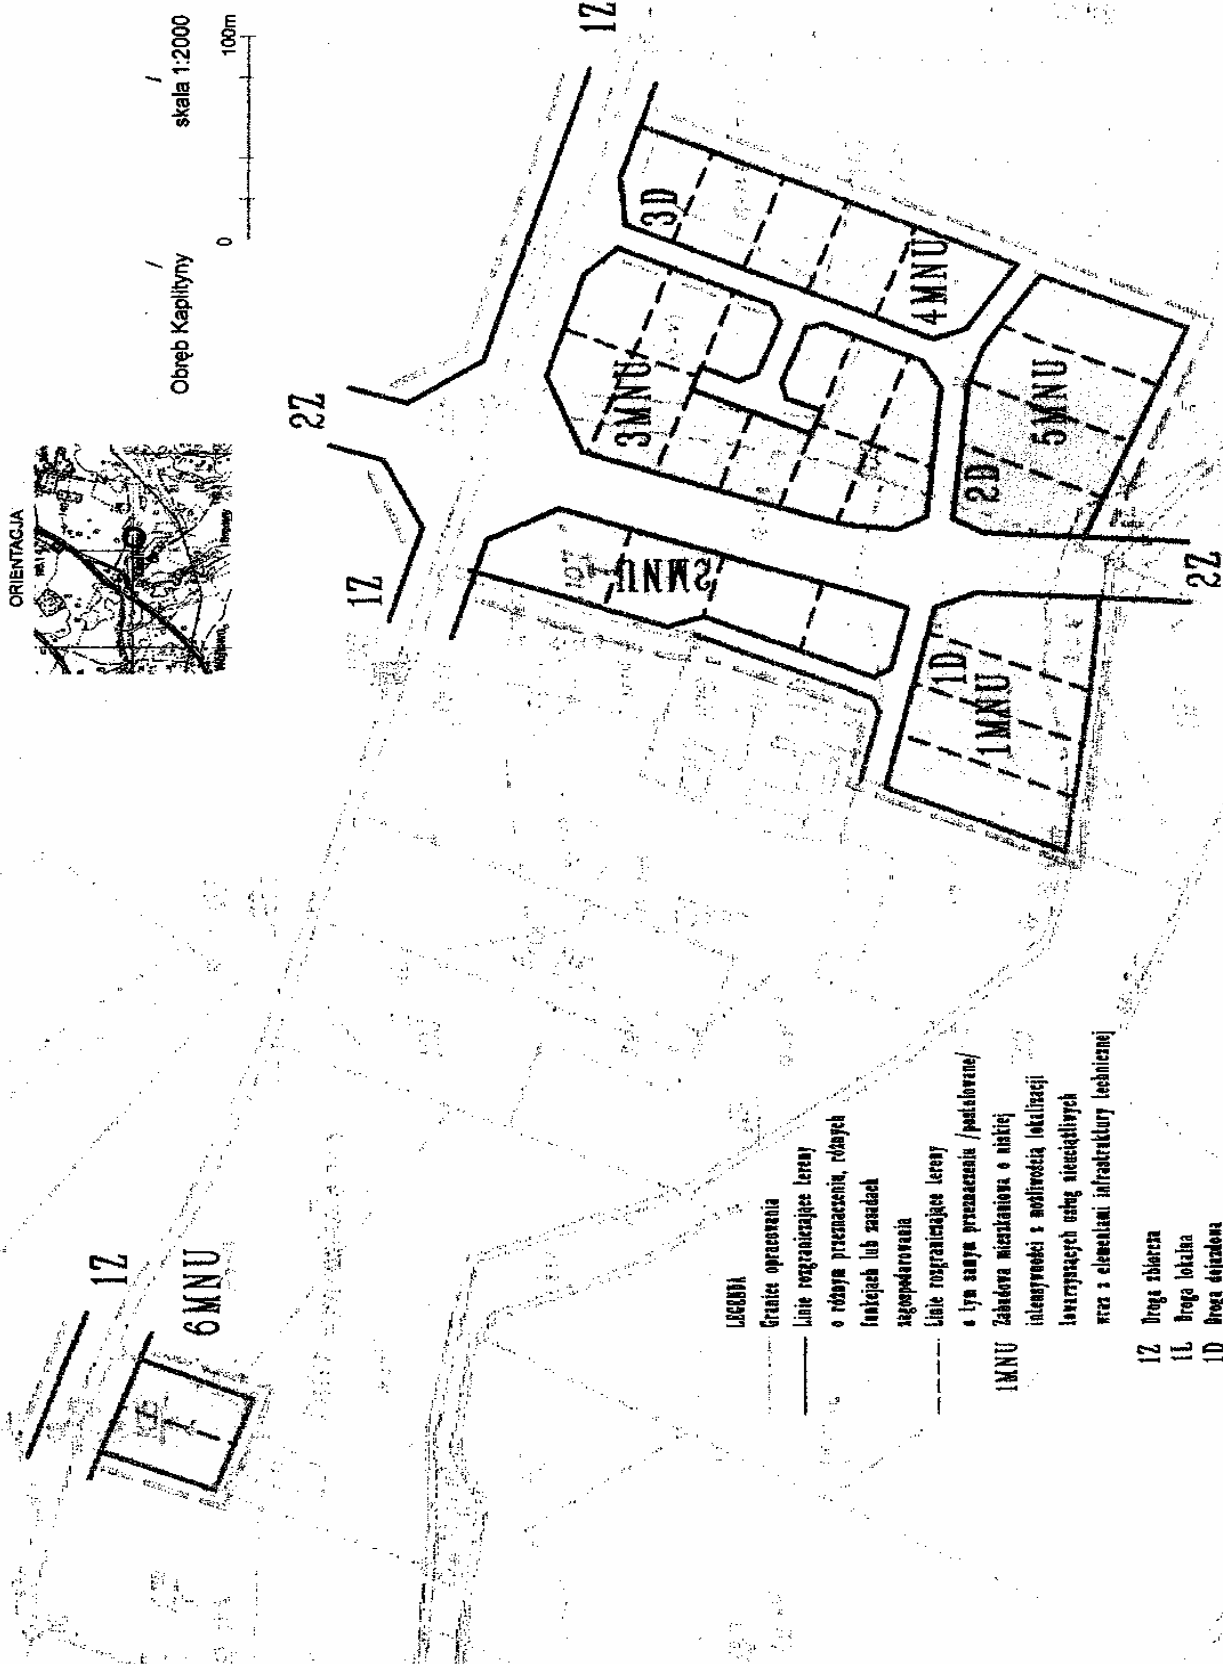 ORIENTACJA
Obręb Kaplityny
skala 1:2000
0
100m
1Z
2Z
1Z
3D
4MNU
3MNU
2MNU
5MNU
2D
1D
1MNU
2Z
1Z
6MNU
LEGENDA
Granice opracowania
Linie rozgraniczające tereny
o różnym przeznaczeniu, różnych
funkcjach lub zasadach
zagospodarowania
Linie rozgraniczające tereny
o tym samym przeznaczeniu /postulowane/
1MNU Zabudowa mieszkaniowa o niskiej
intensywności z możliwością lokalizacji
towarzyszących usług nieuciążliwych
wraz z elementami infrastruktury technicznej
1Z Droga zbiorcza
1L Droga lokalna
1D Droga dojazdowa